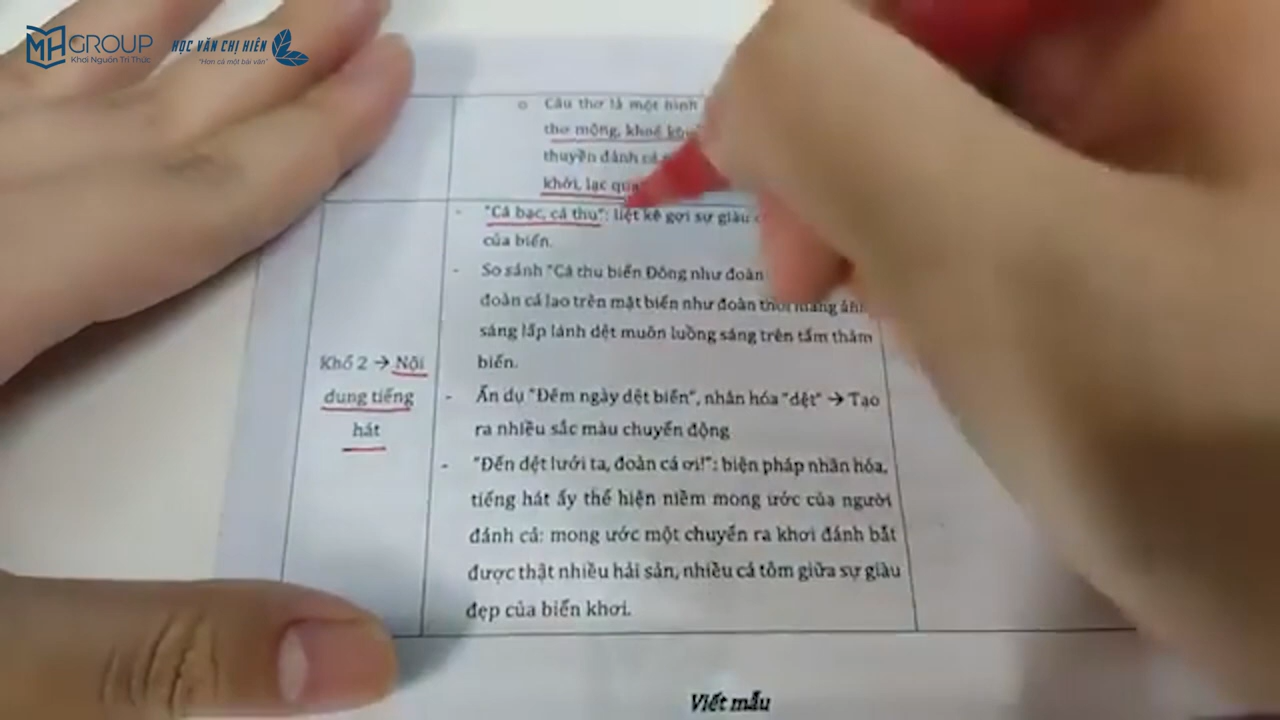 MH GROUP
Khơi Nguồn Tri Thức
HỌC VĂN CHỊ HIÊN
"Hơn cả một bài văn"
Câu thơ là một hình
thơ mộng, khoẻ
thuyền đánh cá
khởi, lạc
- "Cá bạc, cá thu": liệt kê gợi sự giàu
của biển.
- So sánh "Cá thu biển Đông như đoàn
đoàn cá lao trên mặt biển như đoàn thoi mang ánh
sáng lấp lánh dệt muôn luồng sáng trên tấm thảm
biển.
Khổ 2 → Nội
dung tiếng
hát
- Ẩn dụ "Đêm ngày dệt biển", nhân hóa "dệt" → Tạo
ra nhiều sắc màu chuyển động
- "Đến dệt lưới ta, đoàn cá ơi!": biện pháp nhân hóa,
tiếng hát ấy thể hiện niềm mong ước của người
đánh cá: mong ước một chuyến ra khơi đánh bắt
được thật nhiều hải sản, nhiều cá tôm giữa sự giàu
đẹp của biển khơi.
Viết mẫu